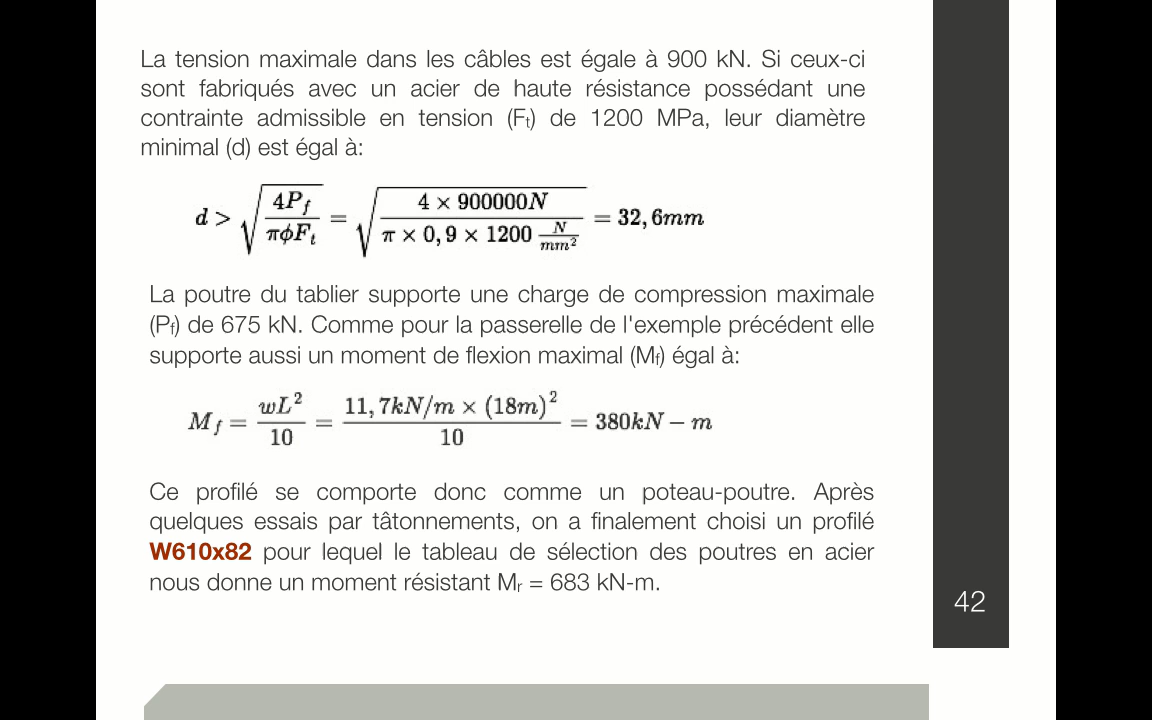 La tension maximale dans les câbles est égale à 900 kN. Si ceux-ci
sont fabriqués avec un acier de haute résistance possédant une
contrainte admissible en tension (Ft) de 1200 MPa, leur diamètre
minimal (d) est égal à:
d > √(4Pf / πϕFt) = √(4 × 900000N / π × 0,9 × 1200 N/mm²) = 32,6mm
La poutre du tablier supporte une charge de compression maximale
(Pf) de 675 kN. Comme pour la passerelle de l'exemple précédent elle
supporte aussi un moment de flexion maximal (Mf) égal à:
Mf = wL²/10 = 11,7kN/m × (18m)²/10 = 380kN − m
Ce profilé se comporte donc comme un poteau-poutre. Après
quelques essais par tâtonnements, on a finalement choisi un profilé
W610x82 pour lequel le tableau de sélection des poutres en acier
nous donne un moment résistant Mr = 683 kN-m.
42